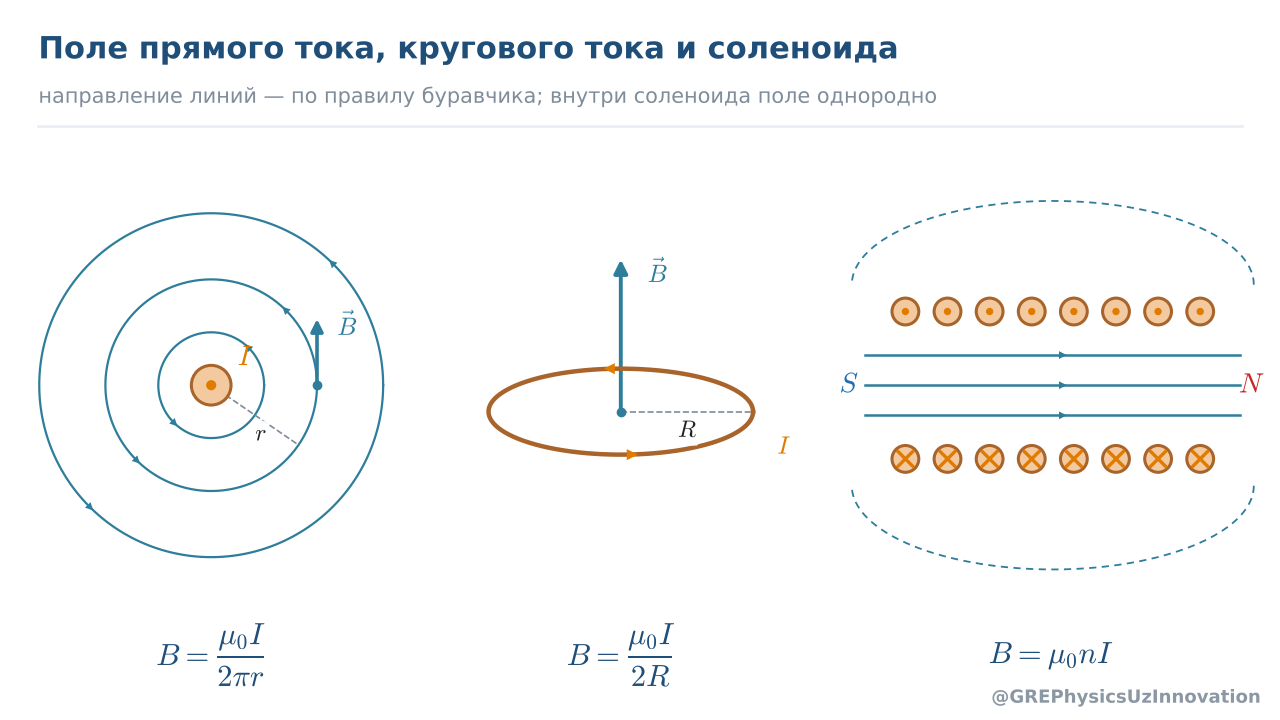 Поле прямого тока, кругового тока и соленоида
направление линий — по правилу буравчика; внутри соленоида поле однородно
I
B⃗
r
B⃗
R
I
S
N
B = μ₀I / 2πr
B = μ₀I / 2R
B = μ₀nI
@GREPhysicsUzInnovation